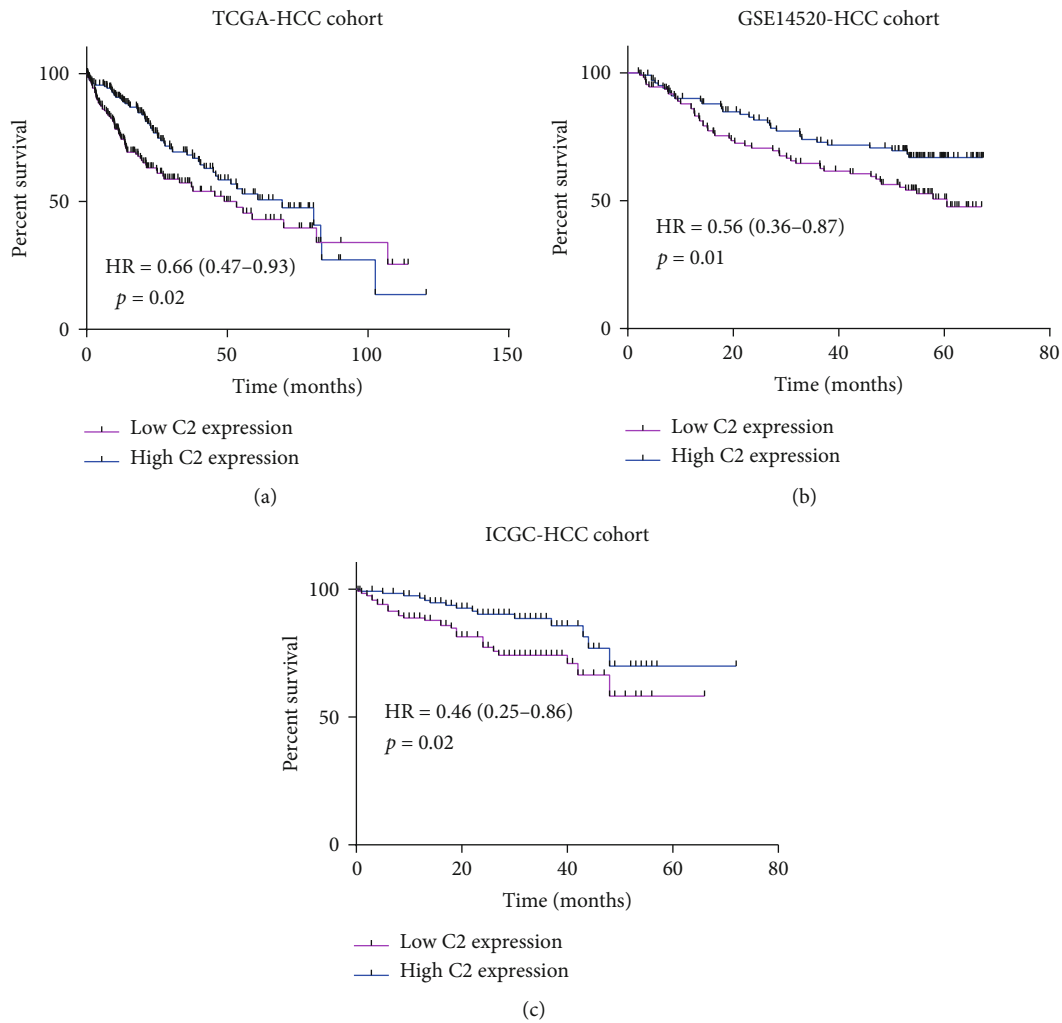 TCGA-HCC cohort
100
50
0
Percent survival
HR = 0.66 (0.47–0.93)
p = 0.02
0 50 100 150
Time (months)
Low C2 expression
High C2 expression
(a)
GSE14520-HCC cohort
100
50
0
Percent survival
HR = 0.56 (0.36–0.87)
p = 0.01
0 20 40 60 80
Time (months)
Low C2 expression
High C2 expression
(b)
ICGC-HCC cohort
100
50
0
Percent survival
HR = 0.46 (0.25–0.86)
p = 0.02
0 20 40 60 80
Time (months)
Low C2 expression
High C2 expression
(c)